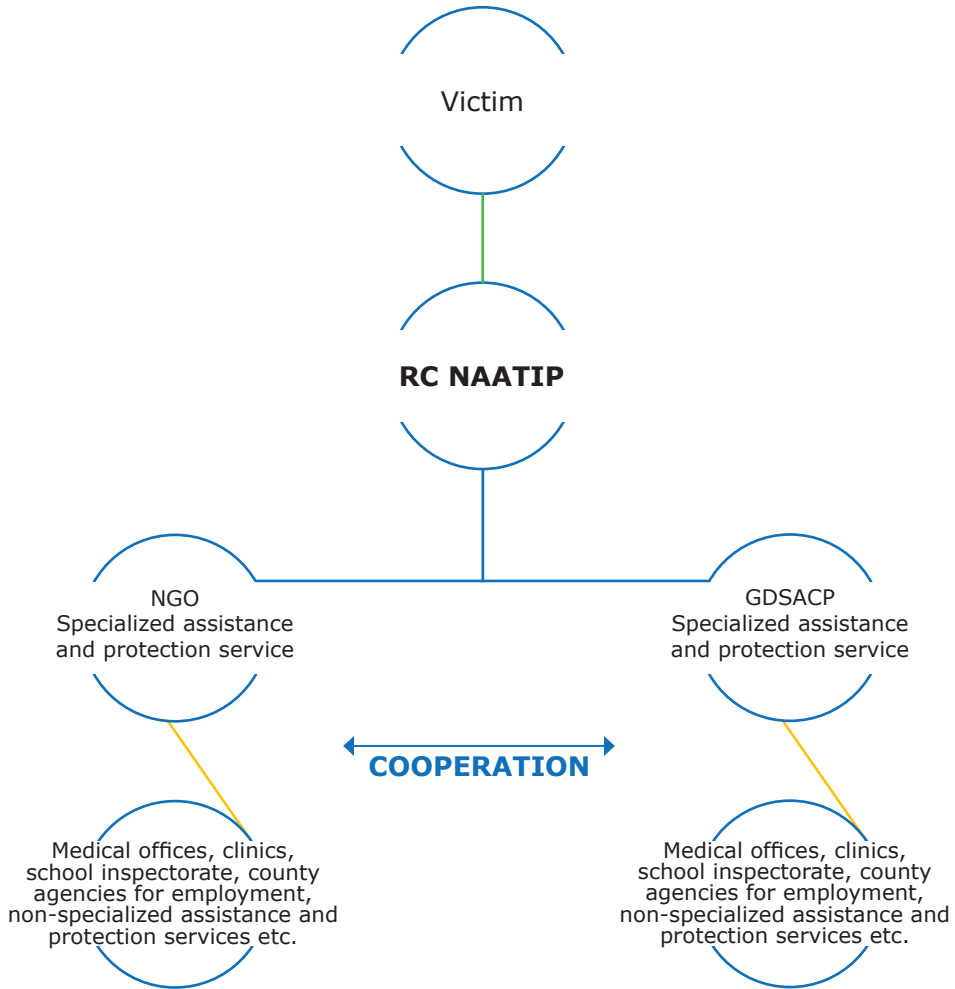 Victim
RC NAATIP
NGO
Specialized assistance
and protection service
GDSACP
Specialized assistance
and protection service
COOPERATION
Medical offices, clinics,
school inspectorate, county
agencies for employment,
non-specialized assistance and
protection services etc.
Medical offices, clinics,
school inspectorate, county
agencies for employment,
non-specialized assistance and
protection services etc.